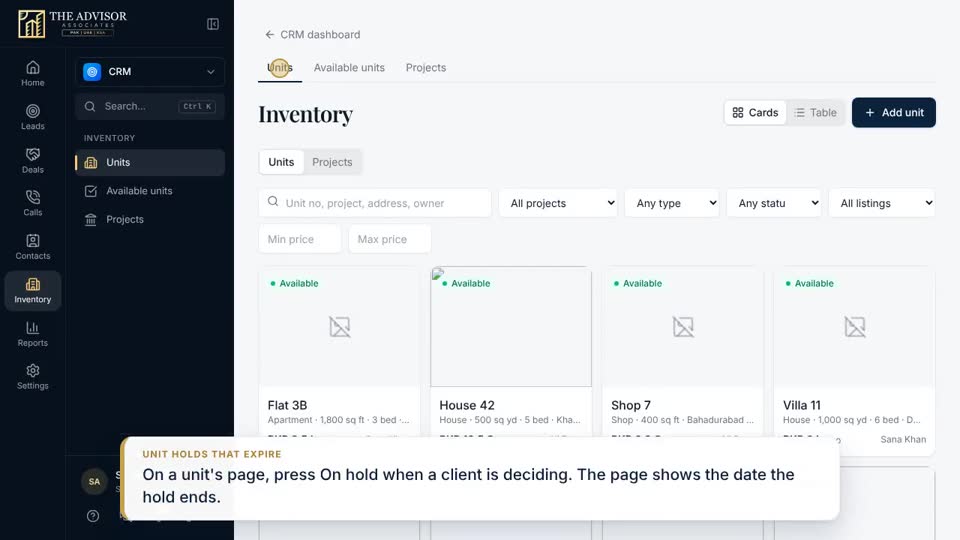 THE ADVISOR
ASSOCIATES
PAK | UAE | KSA
Home
Leads
Deals
Calls
Contacts
Inventory
Reports
Settings
CRM
Search...
Ctrl K
INVENTORY
Units
Available units
Projects
SA
CRM dashboard
Units
Available units
Projects
Inventory
Cards
Table
Add unit
Units
Projects
Unit no, project, address, owner
All projects
Any type
Any statu
All listings
Min price
Max price
Available
Flat 3B
Apartment · 1,800 sq ft · 3 bed ·...
Available
House 42
House · 500 sq yd · 5 bed · Kha...
Available
Shop 7
Shop · 400 sq ft · Bahadurabad ...
Available
Villa 11
House · 1,000 sq yd · 6 bed · D...
Sana Khan
UNIT HOLDS THAT EXPIRE
On a unit's page, press On hold when a client is deciding. The page shows the date the
hold ends.